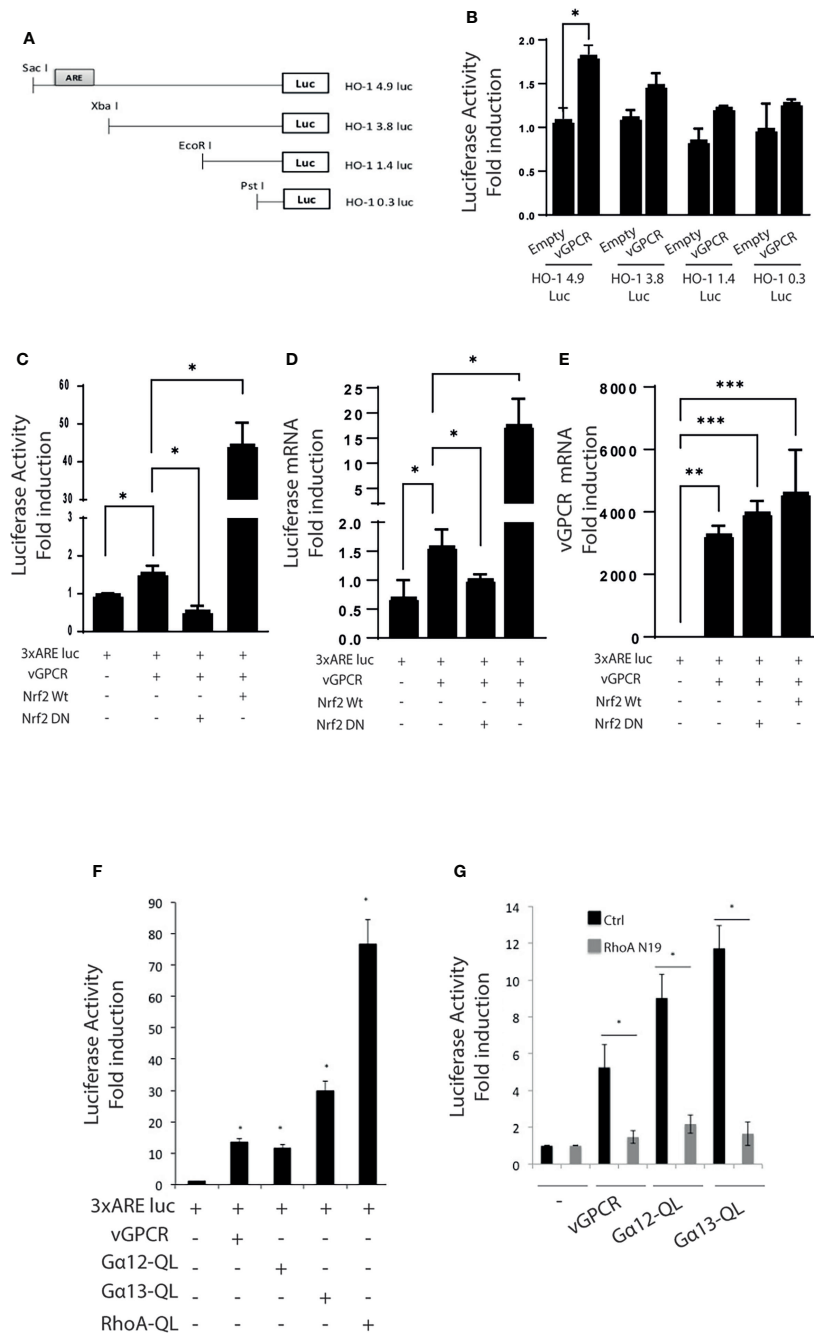 A
Sac I
ARE
Luc
HO-1 4.9 luc
Xba I
Luc
HO-1 3.8 luc
EcoR I
Luc
HO-1 1.4 luc
Pst I
Luc
HO-1 0.3 luc
B
Luciferase Activity
Fold induction
2.0
1.5
1.0
0.5
0.0
*
Empty
vGPCR
Empty
vGPCR
Empty
vGPCR
Empty
vGPCR
HO-1 4.9
Luc
HO-1 3.8
Luc
HO-1 1.4
Luc
HO-1 0.3
Luc
C
Luciferase Activity
Fold induction
60
50
40
30
3
2
1
0
*
*
*
3xARE luc + + + +
vGPCR - + + +
Nrf2 Wt - - - +
Nrf2 DN - - + -
D
Luciferase mRNA
Fold induction
25
20
15
10
5
2.0
1.5
1.0
0.5
0.0
*
*
*
3xARE luc + + + +
vGPCR - + + +
Nrf2 Wt - - - +
Nrf2 DN - - + -
E
vGPCR mRNA
Fold induction
8000
6000
4000
2000
0
***
***
**
3xARE luc + + + +
vGPCR - + + +
Nrf2 Wt - - - +
Nrf2 DN - - + -
F
Luciferase Activity
Fold induction
90
80
70
60
50
40
30
20
10
0
*
*
*
*
3xARE luc + + + + +
vGPCR - + - - -
Gα12-QL - - + - -
Gα13-QL - - - + -
RhoA-QL - - - - +
G
Luciferase Activity
Fold induction
14
12
10
8
6
4
2
0
Ctrl
RhoA N19
*
*
*
-
vGPCR
Gα12-QL
Gα13-QL